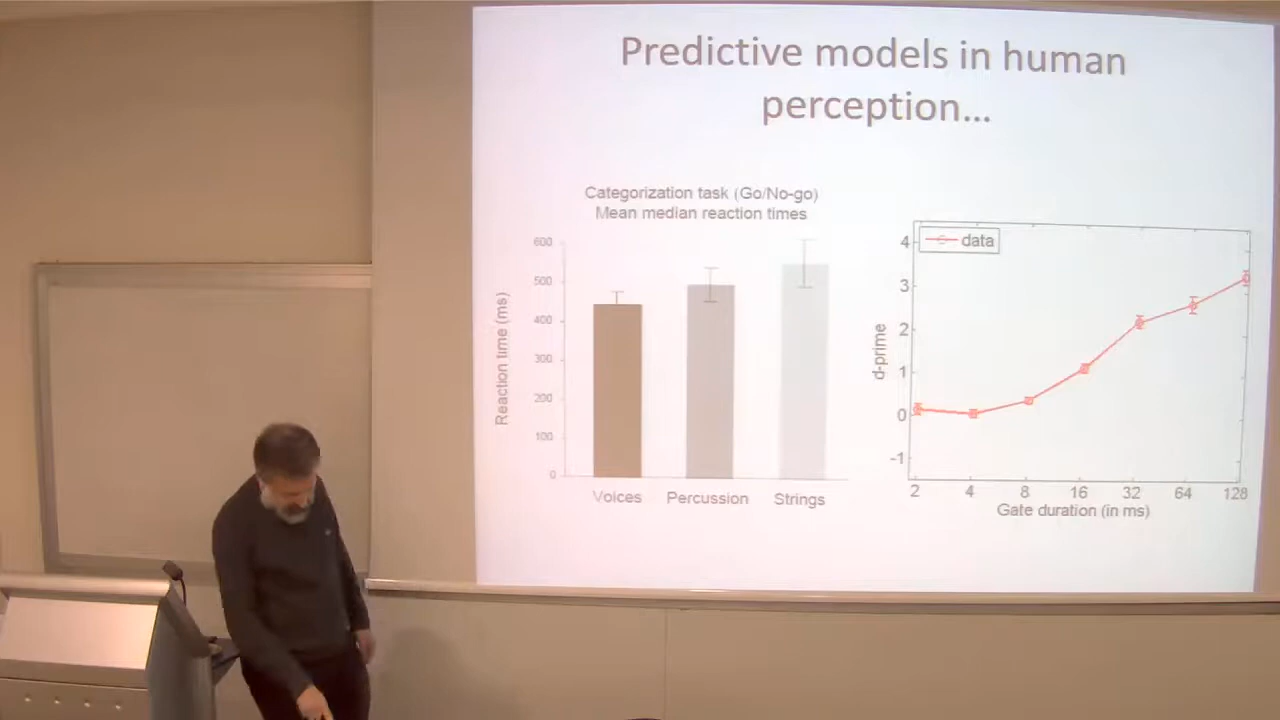 Predictive models in human
perception...
Categorization task (Go/No-go)
Mean median reaction times
Reaction time (ms)
600
500
400
300
200
100
0
Voices Percussion Strings
data
d-prime
4
3
2
1
0
-1
2 4 8 16 32 64 128
Gate duration (in ms)